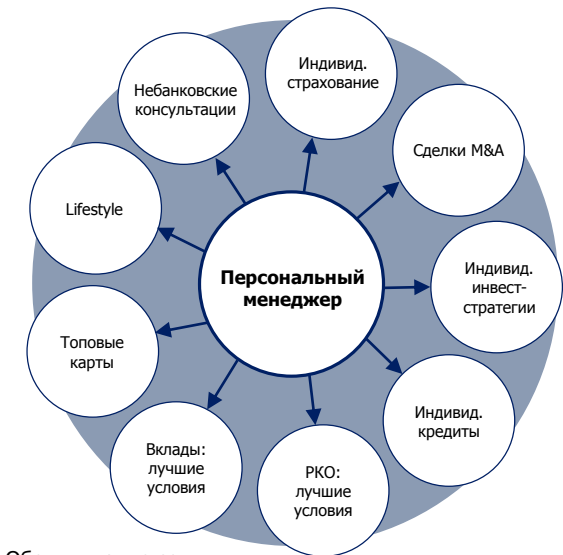 Индивид.
страхование
Небанковские
консультации
Сделки M&A
Lifestyle
Персональный
менеджер
Индивид.
инвест-
стратегии
Топовые
карты
Индивид.
кредиты
Вклады:
лучшие
условия
РКО:
лучшие
условия